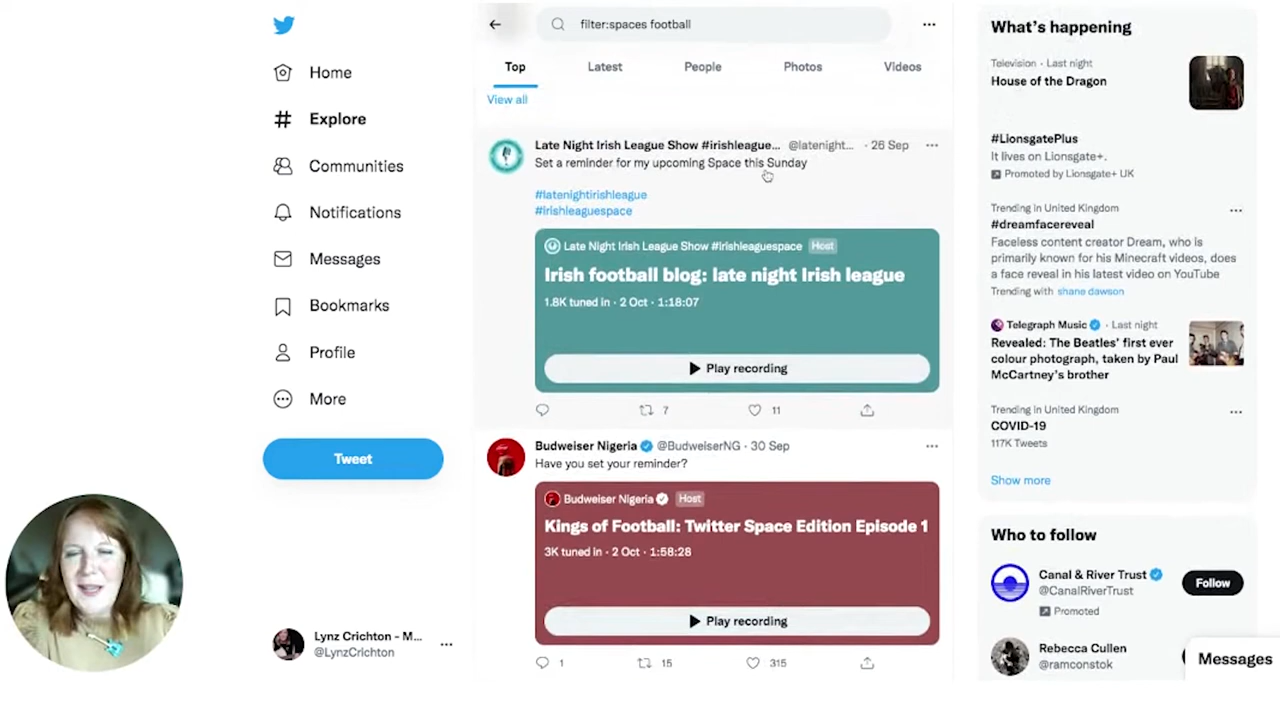 Home
Explore
Communities
Notifications
Messages
Bookmarks
Profile
More
Tweet
Lynz Crichton - M...
@LynzCrichton
filter:spaces football
Top
Latest
People
Photos
Videos
View all
Late Night Irish League Show #irishleague... @latenight... · 26 Sep
Set a reminder for my upcoming Space this Sunday
#latenightirishleague
#irishleaguespace
Late Night Irish League Show #irishleaguespace Host
Irish football blog: late night Irish league
1.8K tuned in · 2 Oct · 1:18:07
Play recording
7
11
Budweiser Nigeria @BudweiserNG · 30 Sep
Have you set your reminder?
Budweiser Nigeria Host
Kings of Football: Twitter Space Edition Episode 1
3K tuned in · 2 Oct · 1:58:28
Play recording
1
15
315
What's happening
Television · Last night
House of the Dragon
#LionsgatePlus
It lives on Lionsgate+.
Promoted by Lionsgate+ UK
Trending in United Kingdom
#dreamfacereveal
Faceless content creator Dream, who is
primarily known for his Minecraft videos, does
a face reveal in his latest video on YouTube
Trending with shane dawson
Telegraph Music · Last night
Revealed: The Beatles' first ever
colour photograph, taken by Paul
McCartney's brother
Trending in United Kingdom
COVID-19
117K Tweets
Show more
Who to follow
Canal & River Trust
@CanalRiverTrust
Promoted
Follow
Rebecca Cullen
@ramconstok
Messages